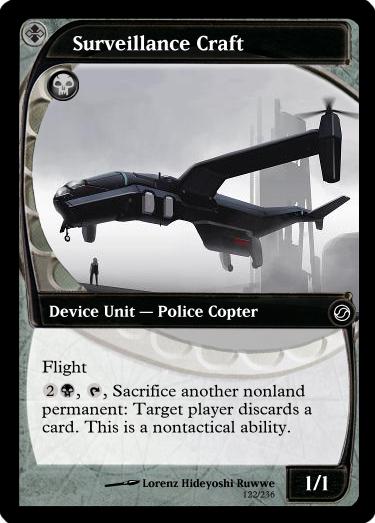 Surveillance Craft
Device Unit — Police Copter
Flight
2, , Sacrifice another nonland
permanent: Target player discards a
card. This is a nontactical ability.
Lorenz Hideyoshi Ruwwe
122/236
1/1